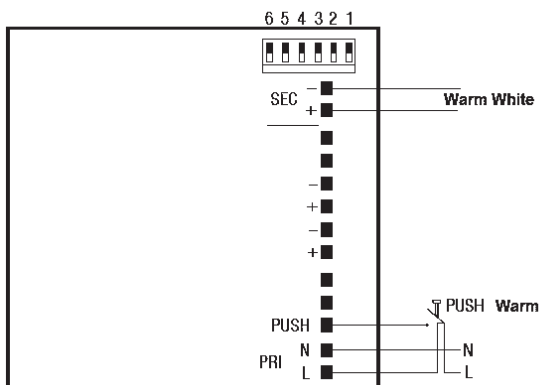 6 5 4 3 2 1
SEC
−
+
Warm White
−
+
−
+
PUSH
PUSH Warm
PRI
N
N
L
L